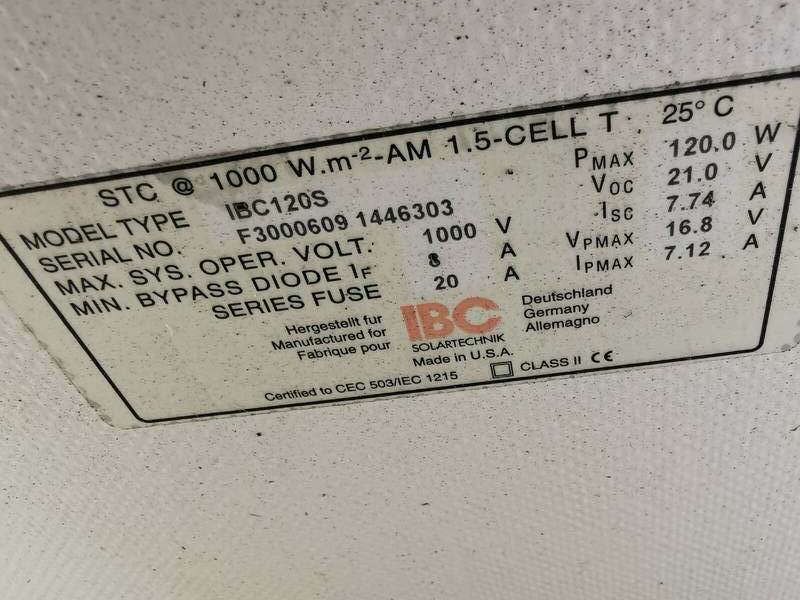 STC @ 1000 W.m-²-AM 1.5-CELL T. 25° C
MODEL TYPE IBC120S PMAX 120.0 W
SERIAL NO. F3000609 1446303 VOC 21.0 V
MAX. SYS. OPER. VOLT. 1000 V ISC 7.74 A
MIN. BYPASS DIODE IF 8 A VPMAX 16.8 V
SERIES FUSE 20 A IPMAX 7.12 A
Hergestellt fur IBC Deutschland
Manufactured for SOLARTECHNIK Germany
Fabrique pour Made in U.S.A. Allemagno
Certified to CEC 503/IEC 1215 CLASS II CE